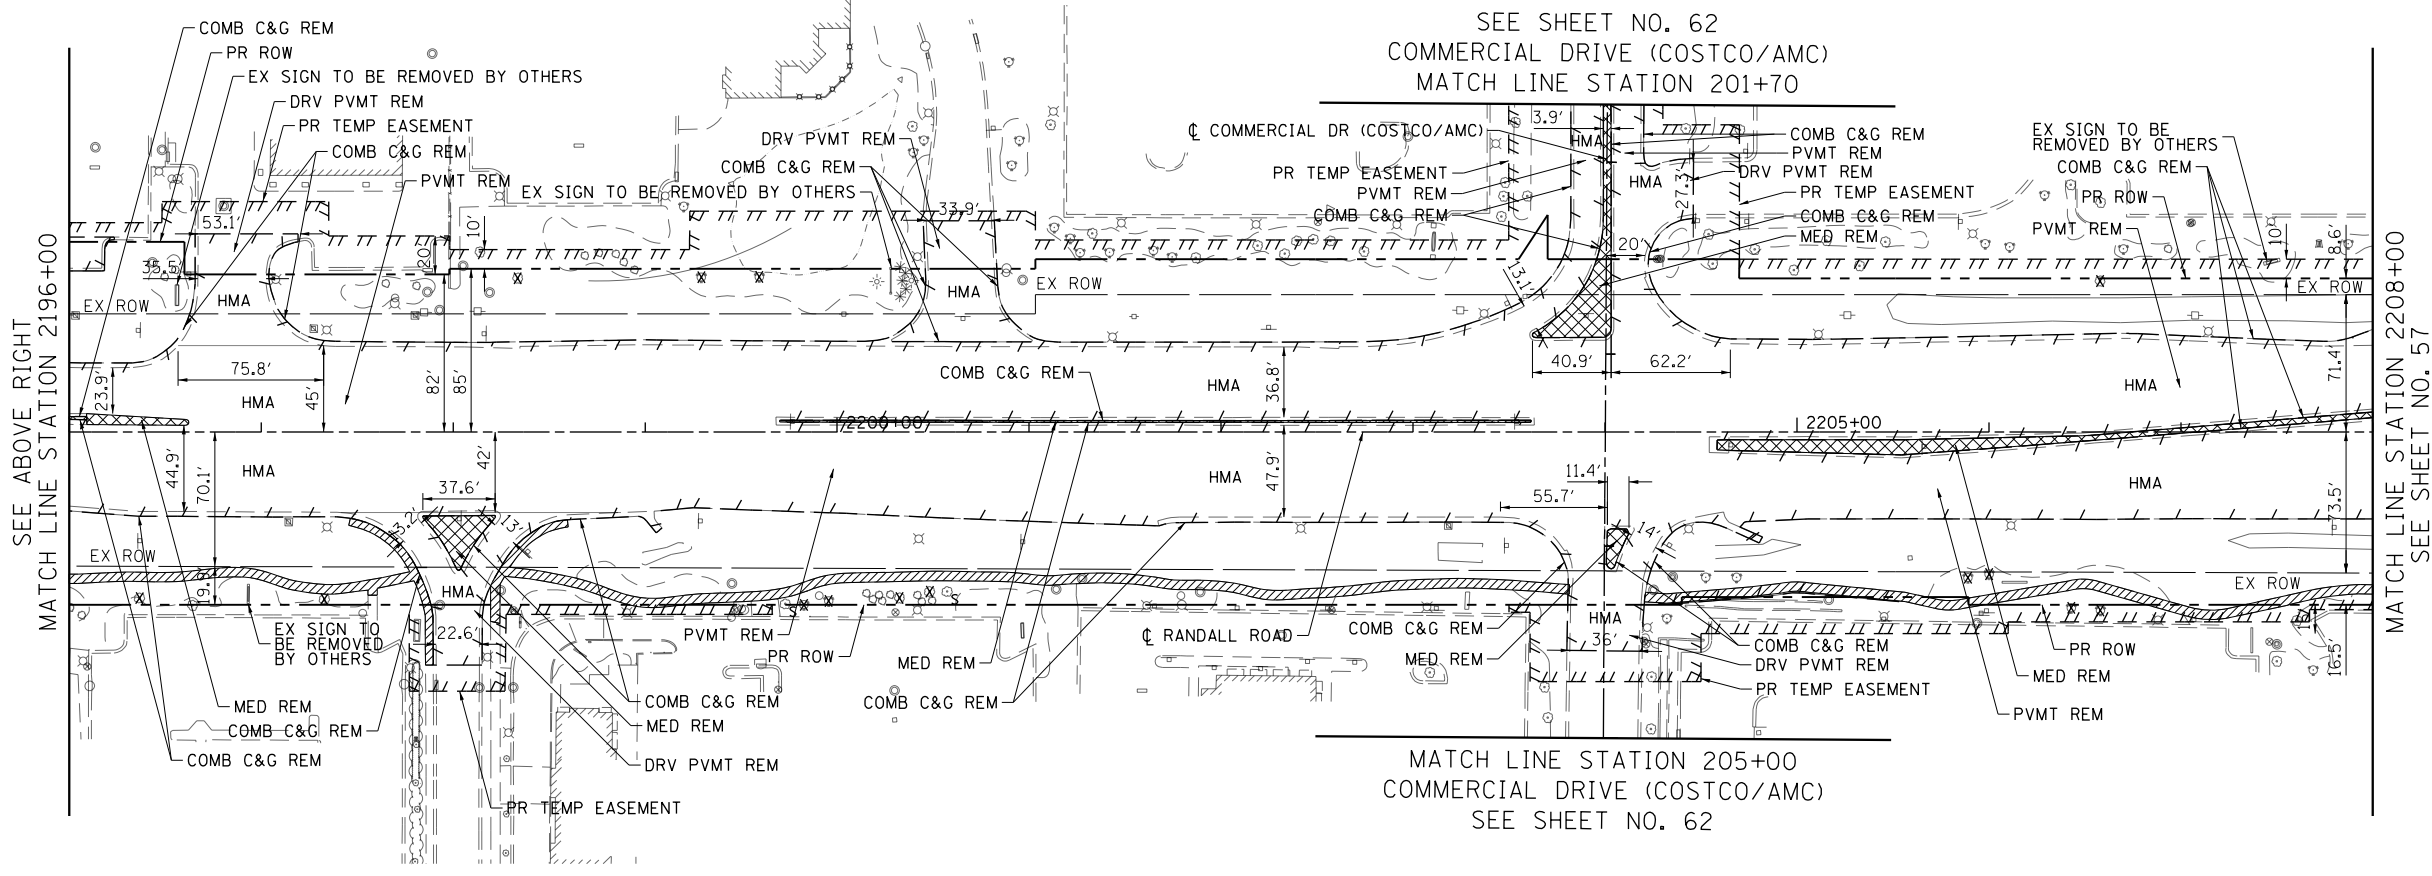 SEE SHEET NO. 62
COMMERCIAL DRIVE (COSTCO/AMC)
MATCH LINE STATION 201+70
COMB C&G REM
PR ROW
EX SIGN TO BE REMOVED BY OTHERS
DRV PVMT REM
PR TEMP EASEMENT
COMB C&G REM
PVMT REM
DRV PVMT REM
COMB C&G REM
EX SIGN TO BE REMOVED BY OTHERS
℄ COMMERCIAL DR (COSTCO/AMC)
PR TEMP EASEMENT
PVMT REM
COMB C&G REM
3.9'
HMA
COMB C&G REM
PVMT REM
DRV PVMT REM
HMA
27.3'
PR TEMP EASEMENT
COMB C&G REM
MED REM
20'
13.1'
EX SIGN TO BE
REMOVED BY OTHERS
COMB C&G REM
PR ROW
PVMT REM
10'
8.6'
EX ROW
53.1'
35.5'
EX ROW
HMA
20'
10'
33.9'
HMA
EX ROW
SEE ABOVE RIGHT
MATCH LINE STATION 2196+00
23.9'
75.8'
HMA
45'
82'
85'
COMB C&G REM
HMA
36.8'
40.9'
62.2'
HMA
71.4'
MATCH LINE STATION 2208+00
SEE SHEET NO. 57
2200+00
2205+00
44.9'
70.1'
HMA
42'
37.6'
13.2'
13'
HMA
47.9'
11.4'
55.7'
14'
HMA
73.5'
EX ROW
HMA
22.6'
EX SIGN TO
BE REMOVED
BY OTHERS
PVMT REM
PR ROW
MED REM
COMB C&G REM
℄ RANDALL ROAD
COMB C&G REM
MED REM
HMA
36'
COMB C&G REM
DRV PVMT REM
PR TEMP EASEMENT
EX ROW
PR ROW
MED REM
PVMT REM
16.5'
MED REM
COMB C&G REM
COMB C&G REM
COMB C&G REM
MED REM
DRV PVMT REM
PR TEMP EASEMENT
MATCH LINE STATION 205+00
COMMERCIAL DRIVE (COSTCO/AMC)
SEE SHEET NO. 62